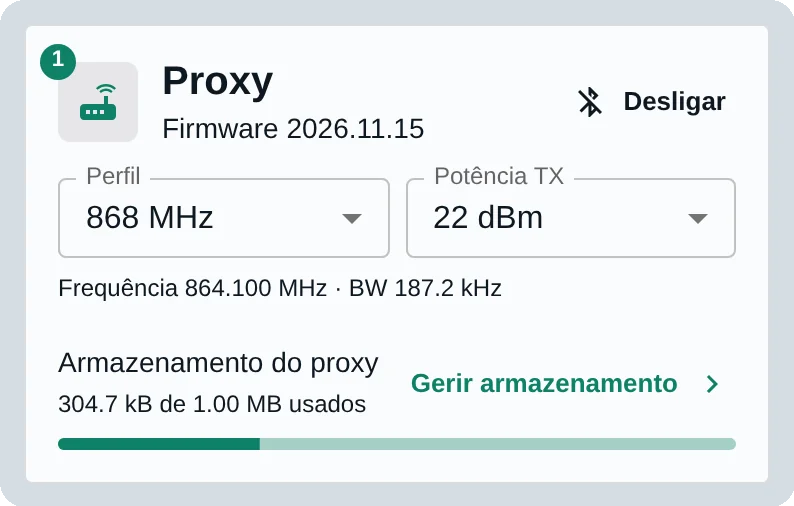 1
Proxy
Firmware 2026.11.15
Desligar
Perfil
868 MHz
Potência TX
22 dBm
Frequência 864.100 MHz · BW 187.2 kHz
Armazenamento do proxy
304.7 kB de 1.00 MB usados
Gerir armazenamento